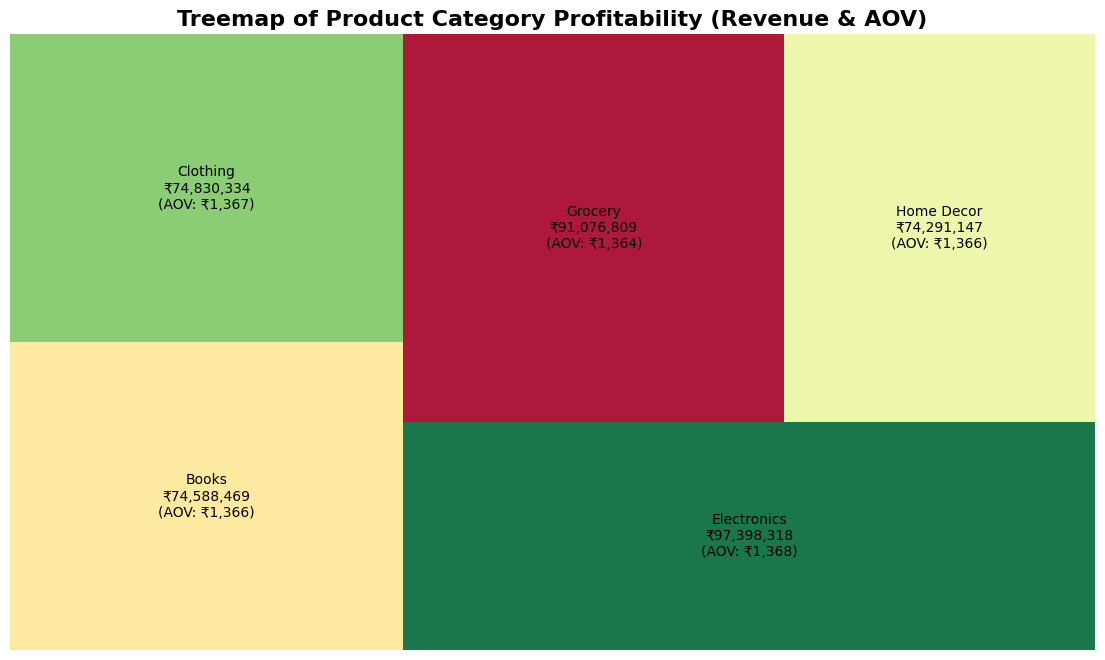 Treemap of Product Category Profitability (Revenue & AOV)
Clothing
₹74,830,334
(AOV: ₹1,367)
Grocery
₹91,076,809
(AOV: ₹1,364)
Home Decor
₹74,291,147
(AOV: ₹1,366)
Books
₹74,588,469
(AOV: ₹1,366)
Electronics
₹97,398,318
(AOV: ₹1,368)